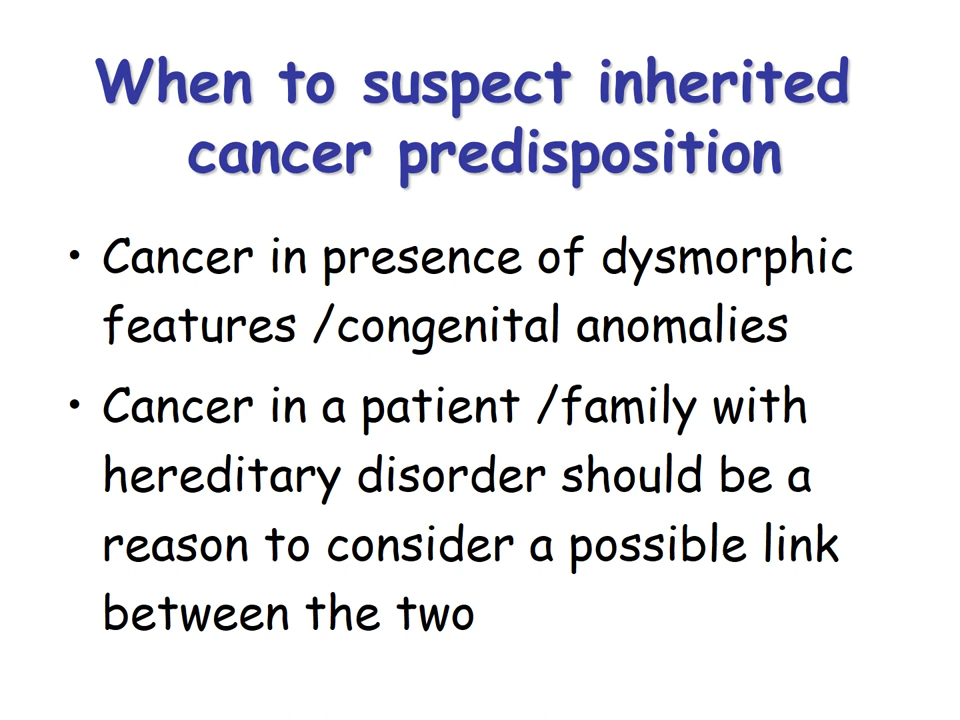 When to suspect inherited
cancer predisposition
• Cancer in presence of dysmorphic
features /congenital anomalies
• Cancer in a patient /family with
hereditary disorder should be a
reason to consider a possible link
between the two